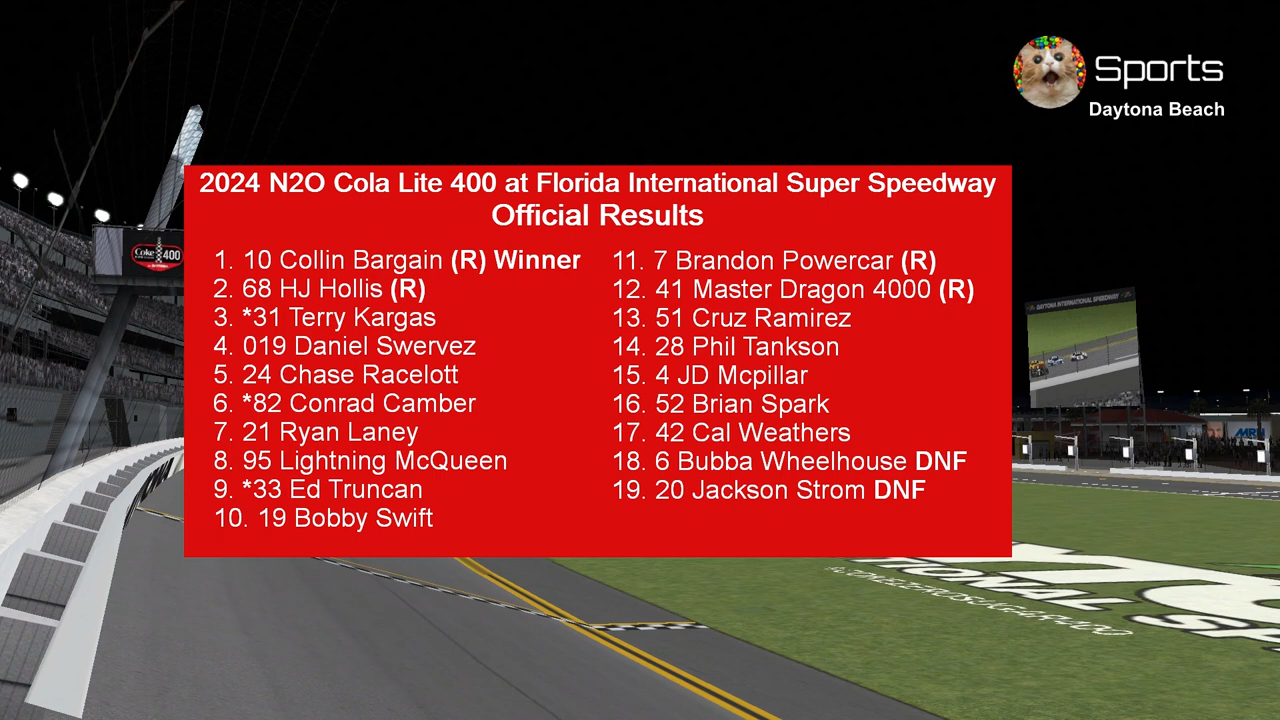 Sports
Daytona Beach
2024 N2O Cola Lite 400 at Florida International Super Speedway
Official Results
1. 10 Collin Bargain (R) Winner
2. 68 HJ Hollis (R)
3. *31 Terry Kargas
4. 019 Daniel Swervez
5. 24 Chase Racelott
6. *82 Conrad Camber
7. 21 Ryan Laney
8. 95 Lightning McQueen
9. *33 Ed Truncan
10. 19 Bobby Swift
11. 7 Brandon Powercar (R)
12. 41 Master Dragon 4000 (R)
13. 51 Cruz Ramirez
14. 28 Phil Tankson
15. 4 JD Mcpillar
16. 52 Brian Spark
17. 42 Cal Weathers
18. 6 Bubba Wheelhouse DNF
19. 20 Jackson Strom DNF
Coke
400
DAYTONA INTERNATIONAL SPEEDWAY
MRN